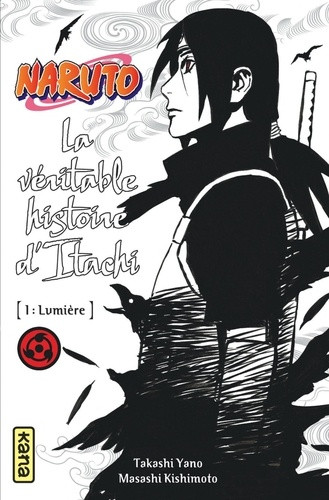 NARUTO
La
véritable
histoire
d'Itachi
[ 1 : Lumière ]
Takashi Yano
Masashi Kishimoto
kana